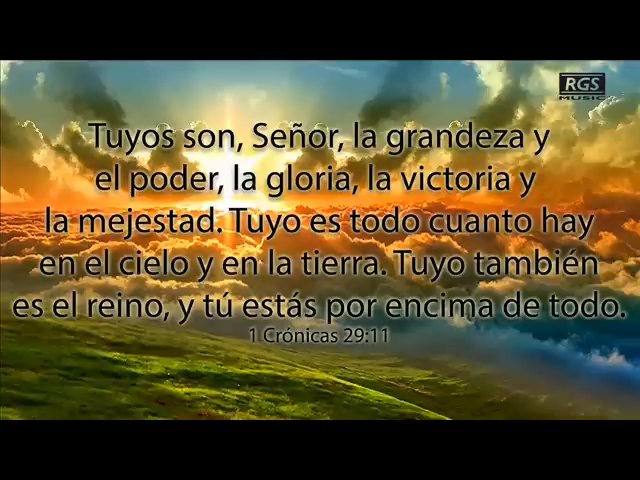 RGS
MUSIC
Tuyos son, Señor, la grandeza y
el poder, la gloria, la victoria y
la mejestad. Tuyo es todo cuanto hay
en el cielo y en la tierra. Tuyo también
es el reino, y tú estás por encima de todo.
1 Crónicas 29:11